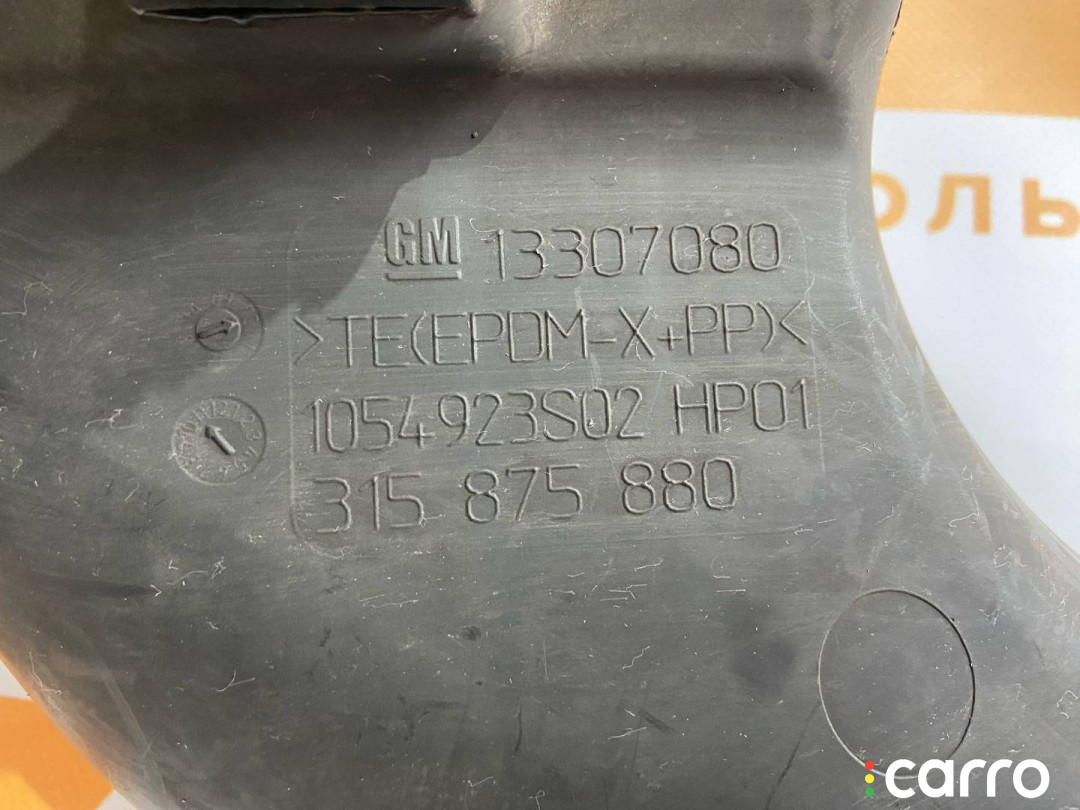 GM 13307080
>TE(EPDM-X+PP)<
1054923S02 HP01
315 875 880
оль
carro